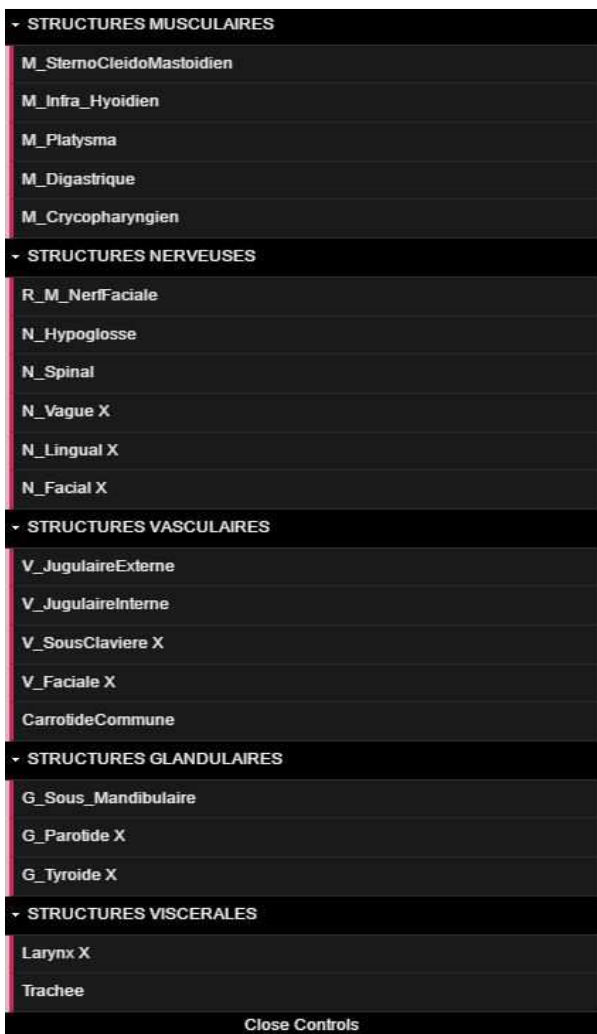 STRUCTURES MUSCULAIRES
M_SternoCleidoMastoidien
M_Infra_Hyoidien
M_Platysma
M_Digastrique
M_Crycopharyngien
STRUCTURES NERVEUSES
R_M_NerfFaciale
N_Hypoglosse
N_Spinal
N_Vague X
N_Lingual X
N_Facial X
STRUCTURES VASCULAIRES
V_JugulaireExterne
V_JugulaireInterne
V_SousClaviere X
V_Faciale X
CarrotideCommune
STRUCTURES GLANDULAIRES
G_Sous_Mandibulaire
G_Parotide X
G_Tyroide X
STRUCTURES VISCERALES
Larynx X
Trachee
Close Controls